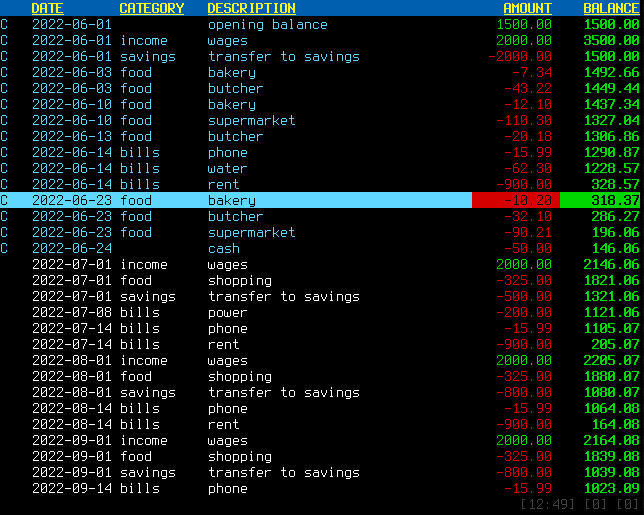 DATE CATEGORY DESCRIPTION AMOUNT BALANCE
C 2022-06-01 opening balance 1500.00 1500.00
C 2022-06-01 income wages 2000.00 3500.00
C 2022-06-01 savings transfer to savings -2000.00 1500.00
C 2022-06-03 food bakery -7.34 1492.66
C 2022-06-03 food butcher -43.22 1449.44
C 2022-06-10 food bakery -12.10 1437.34
C 2022-06-10 food supermarket -110.30 1327.04
C 2022-06-13 food butcher -20.18 1306.86
C 2022-06-14 bills phone -15.99 1290.87
C 2022-06-14 bills water -62.30 1228.57
C 2022-06-14 bills rent -900.00 328.57
C 2022-06-23 food bakery -10.20 318.37
C 2022-06-23 food butcher -32.10 286.27
C 2022-06-23 food supermarket -90.21 196.06
C 2022-06-24 cash -50.00 146.06
2022-07-01 income wages 2000.00 2146.06
2022-07-01 food shopping -325.00 1821.06
2022-07-01 savings transfer to savings -500.00 1321.06
2022-07-08 bills power -200.00 1121.06
2022-07-14 bills phone -15.99 1105.07
2022-07-14 bills rent -900.00 205.07
2022-08-01 income wages 2000.00 2205.07
2022-08-01 food shopping -325.00 1880.07
2022-08-01 savings transfer to savings -800.00 1080.07
2022-08-14 bills phone -15.99 1064.08
2022-08-14 bills rent -900.00 164.08
2022-09-01 income wages 2000.00 2164.08
2022-09-01 food shopping -325.00 1839.08
2022-09-01 savings transfer to savings -800.00 1039.08
2022-09-14 bills phone -15.99 1023.09
[12:49] [0] [0]